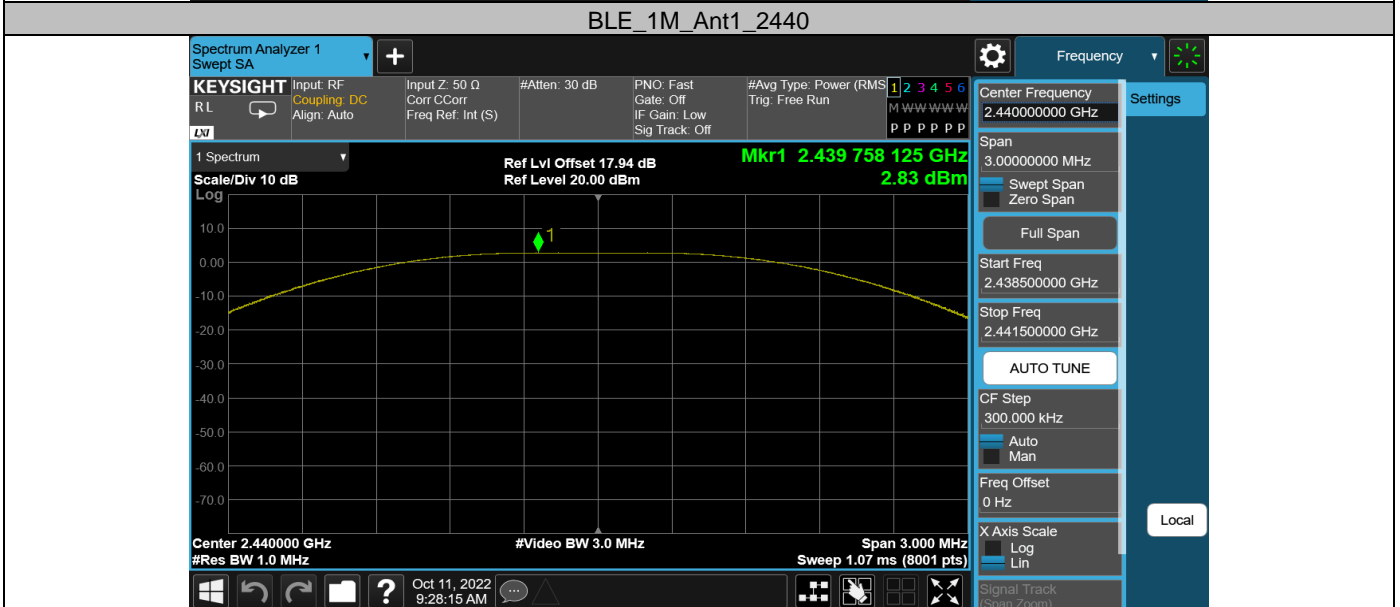 BLE_1M_Ant1_2440
Spectrum Analyzer 1
Swept SA
+
Frequency
KEYSIGHT
R L
LXI
Input: RF
Coupling: DC
Align: Auto
Input Z: 50 Ω
Corr CCorr
Freq Ref: Int (S)
#Atten: 30 dB
PNO: Fast
Gate: Off
IF Gain: Low
Sig Track: Off
#Avg Type: Power (RMS
Trig: Free Run
1 2 3 4 5 6
M W W W W W
P P P P P P
1 Spectrum
Scale/Div 10 dB
Log
Ref Lvl Offset 17.94 dB
Ref Level 20.00 dBm
Mkr1 2.439 758 125 GHz
2.83 dBm
1
10.0
0.00
-10.0
-20.0
-30.0
-40.0
-50.0
-60.0
-70.0
Center 2.440000 GHz
#Res BW 1.0 MHz
#Video BW 3.0 MHz
Span 3.000 MHz
Sweep 1.07 ms (8001 pts)
?
Oct 11, 2022
9:28:15 AM
Center Frequency
2.440000000 GHz
Span
3.00000000 MHz
Swept Span
Zero Span
Full Span
Start Freq
2.438500000 GHz
Stop Freq
2.441500000 GHz
AUTO TUNE
CF Step
300.000 kHz
Auto
Man
Freq Offset
0 Hz
X Axis Scale
Log
Lin
Signal Track
(Span Zoom)
Settings
Local